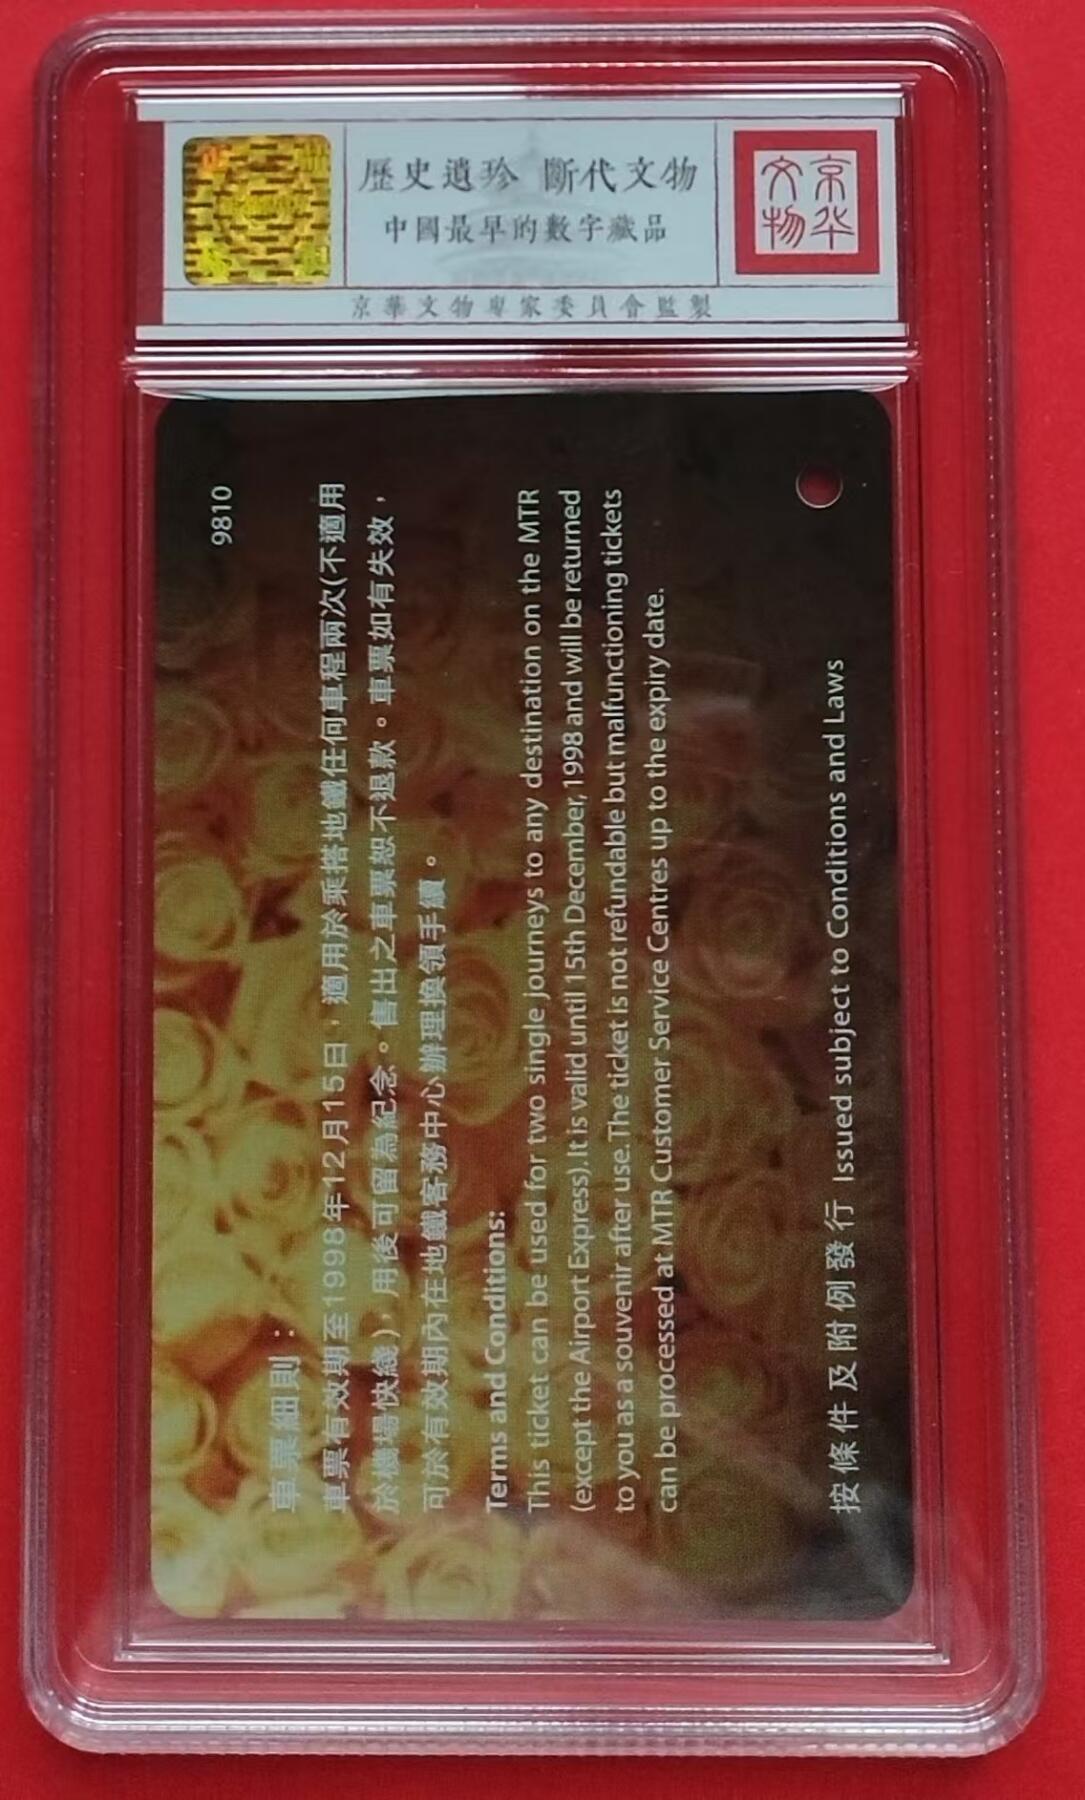 歷史遺珍 斷代文物
中國最早的數字藏品
京华
文物
京華文物專家委員會監製
9810
車票細則：
車票有效期至1998年12月15日，適用於乘搭地鐵任何車程兩次(不適用
於機場快綫)，用後可留為紀念。售出之車票恕不退款。車票如有失效，
可於有效期內在地鐵客務中心辦理換領手續。
Terms and Conditions:
This ticket can be used for two single journeys to any destination on the MTR
(except the Airport Express). It is valid until 15th December, 1998 and will be returned
to you as a souvenir after use. The ticket is not refundable but malfunctioning tickets
can be processed at MTR Customer Service Centres up to the expiry date.
按條件及附例發行 Issued subject to Conditions and Laws